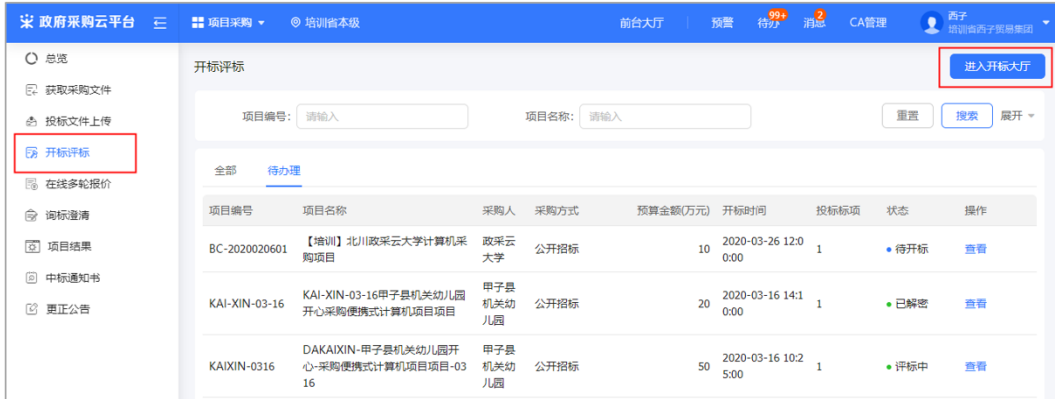 政府采购云平台 项目采购 培训省本级 前台大厅 预警 待办 99+ 消息 2 CA管理 西子
培训省西子贸易集团
总览
获取采购文件
投标文件上传
开标评标
在线多轮报价
询标澄清
项目结果
中标通知书
更正公告
开标评标 进入开标大厅
项目编号: 请输入 项目名称: 请输入 重置 搜索 展开
全部 待办理
项目编号 项目名称 采购人 采购方式 预算金额(万元) 开标时间 投标标项 状态 操作
BC-2020020601 【培训】北川政采云大学计算机采 政采云 公开招标 10 2020-03-26 12:0 1 待开标 查看
购项目 大学 0:00
KAI-XIN-03-16 KAI-XIN-03-16甲子县机关幼儿园 甲子县 公开招标 20 2020-03-16 14:1 1 已解密 查看
开心采购便携式计算机项目项目 机关幼 0:00
儿园
KAIXIN-0316 DAKAIXIN-甲子县机关幼儿园开 甲子县 公开招标 50 2020-03-16 10:2 1 评标中 查看
心-采购便携式计算机项目项目-03 机关幼 5:00
16 儿园